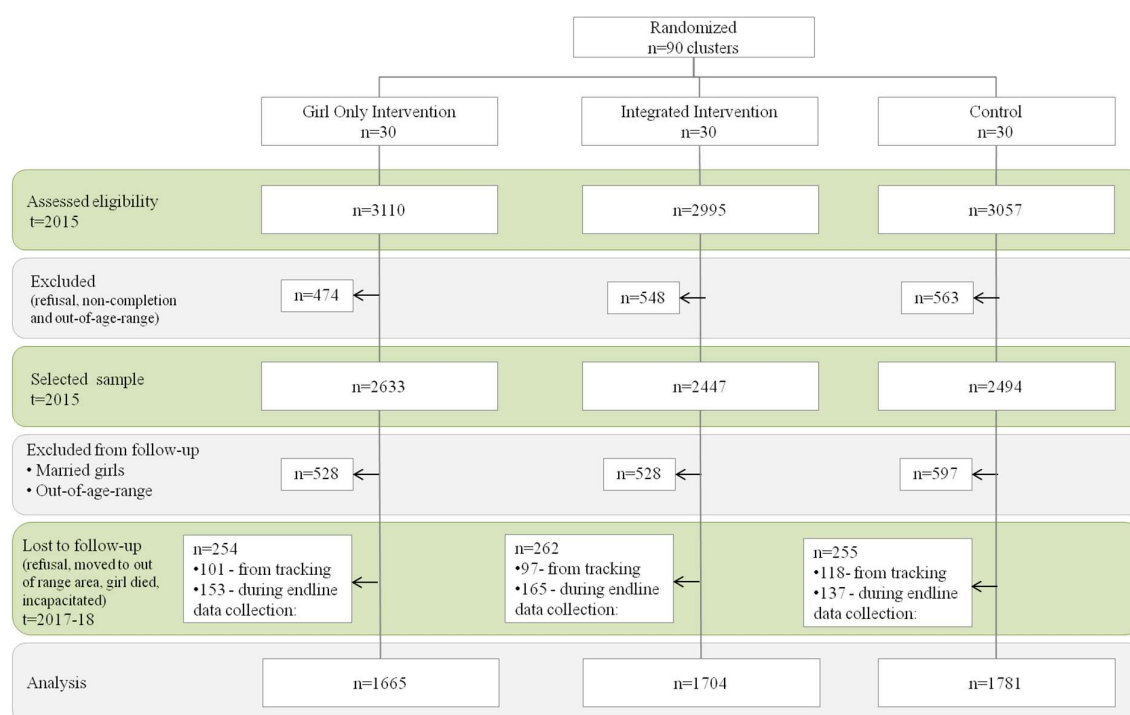 Randomized
n=90 clusters
Girl Only Intervention
n=30
Integrated Intervention
n=30
Control
n=30
Assessed eligibility
t=2015
n=3110
n=2995
n=3057
Excluded
(refusal, non-completion
and out-of-age-range)
n=474
n=548
n=563
Selected sample
t=2015
n=2633
n=2447
n=2494
Excluded from follow-up
• Married girls
• Out-of-age-range
n=528
n=528
n=597
Lost to follow-up
(refusal, moved to out
of range area, girl died,
incapacitated)
t=2017-18
n=254
•101 - from tracking
•153 - during endline
data collection:
n=262
•97- from tracking
•165 - during endline
data collection:
n=255
•118- from tracking
•137 - during endline
data collection:
Analysis
n=1665
n=1704
n=1781